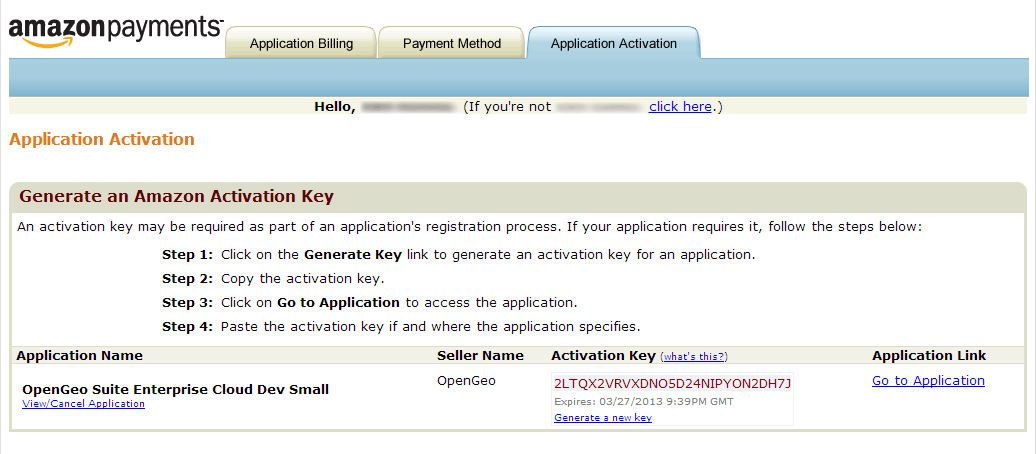 amazonpayments™
Application Billing
Payment Method
Application Activation
Hello, (If you're not click here.)
Application Activation
Generate an Amazon Activation Key
An activation key may be required as part of an application's registration process. If your application requires it, follow the steps below:
Step 1: Click on the Generate Key link to generate an activation key for an application.
Step 2: Copy the activation key.
Step 3: Click on Go to Application to access the application.
Step 4: Paste the activation key if and where the application specifies.
Application Name Seller Name Activation Key (what's this?) Application Link
OpenGeo Suite Enterprise Cloud Dev Small OpenGeo 2LTQX2VRVXDNO5D24NIPYON2DH7J Go to Application
View/Cancel Application Expires: 03/27/2013 9:39PM GMT
Generate a new key